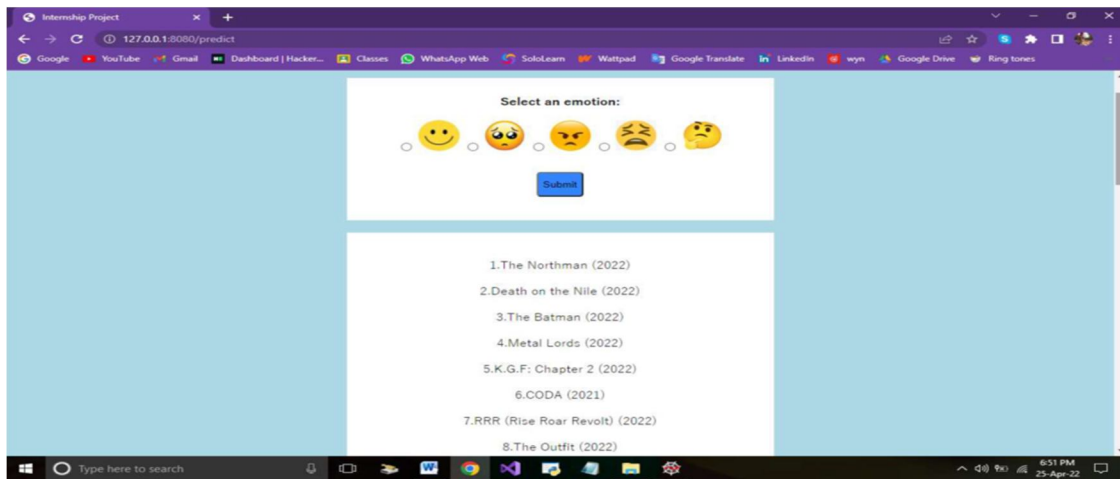 Internship Project
127.0.0.1:8080/predict
Google YouTube Gmail Dashboard | Hacker... Classes WhatsApp Web SoloLearn Wattpad Google Translate LinkedIn wyn Google Drive Ring tones
Select an emotion:
Submit
1.The Northman (2022)
2.Death on the Nile (2022)
3.The Batman (2022)
4.Metal Lords (2022)
5.K.G.F: Chapter 2 (2022)
6.CODA (2021)
7.RRR (Rise Roar Revolt) (2022)
8.The Outfit (2022)
Type here to search
6:51 PM
25-Apr-22